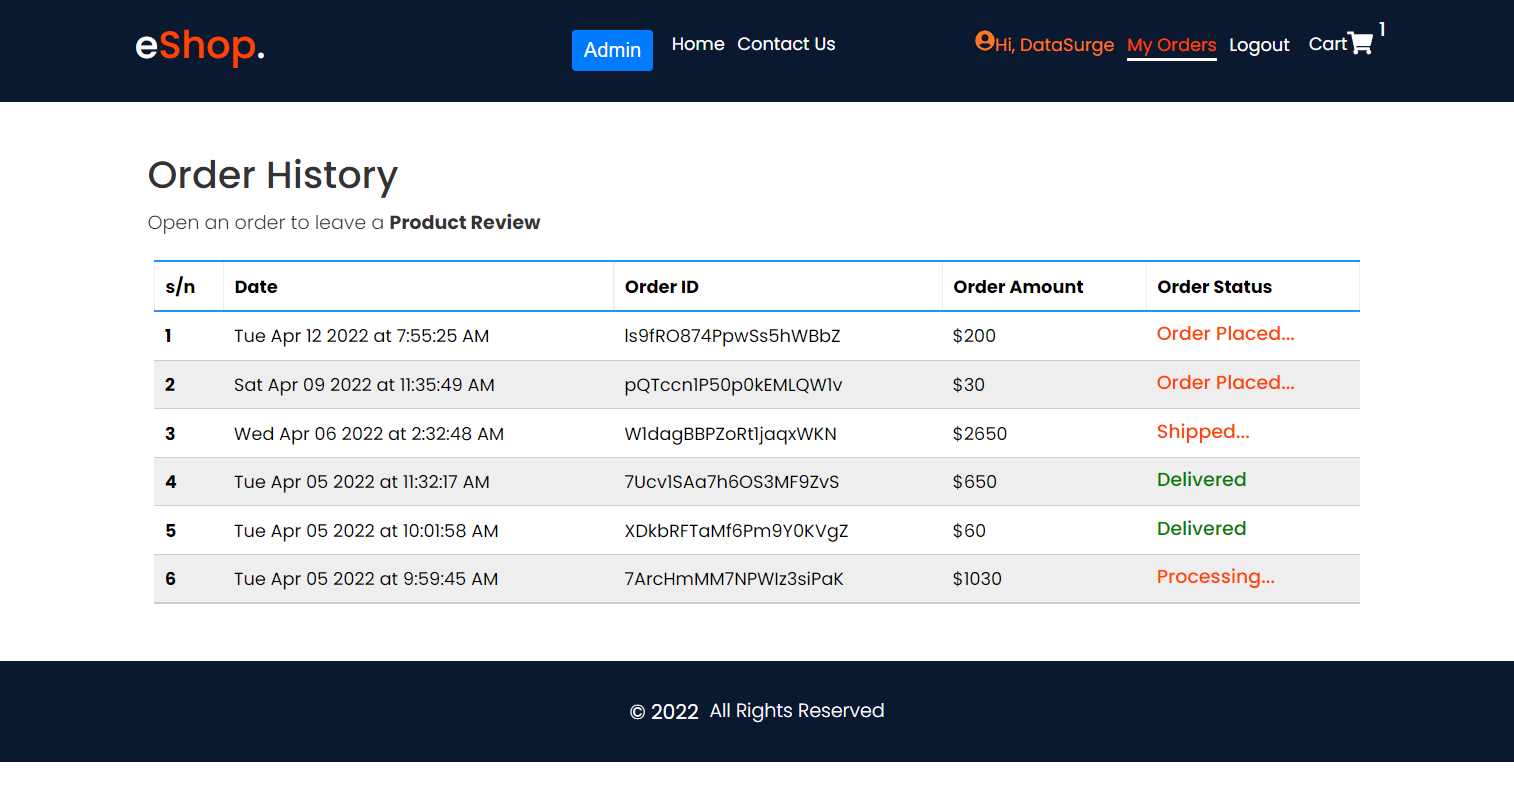 eShop.
Admin Home Contact Us Hi, DataSurge My Orders Logout Cart 1
Order History
Open an order to leave a Product Review
s/n Date Order ID Order Amount Order Status
1 Tue Apr 12 2022 at 7:55:25 AM ls9fRO874PpwSs5hWBbZ $200 Order Placed...
2 Sat Apr 09 2022 at 11:35:49 AM pQTccn1P50p0kEMLQW1v $30 Order Placed...
3 Wed Apr 06 2022 at 2:32:48 AM W1dagBBPZoRt1jaqxWKN $2650 Shipped...
4 Tue Apr 05 2022 at 11:32:17 AM 7Ucv1SAa7h6OS3MF9ZvS $650 Delivered
5 Tue Apr 05 2022 at 10:01:58 AM XDkbRFTaMf6Pm9Y0KVgZ $60 Delivered
6 Tue Apr 05 2022 at 9:59:45 AM 7ArcHmMM7NPWIz3siPaK $1030 Processing...
© 2022 All Rights Reserved